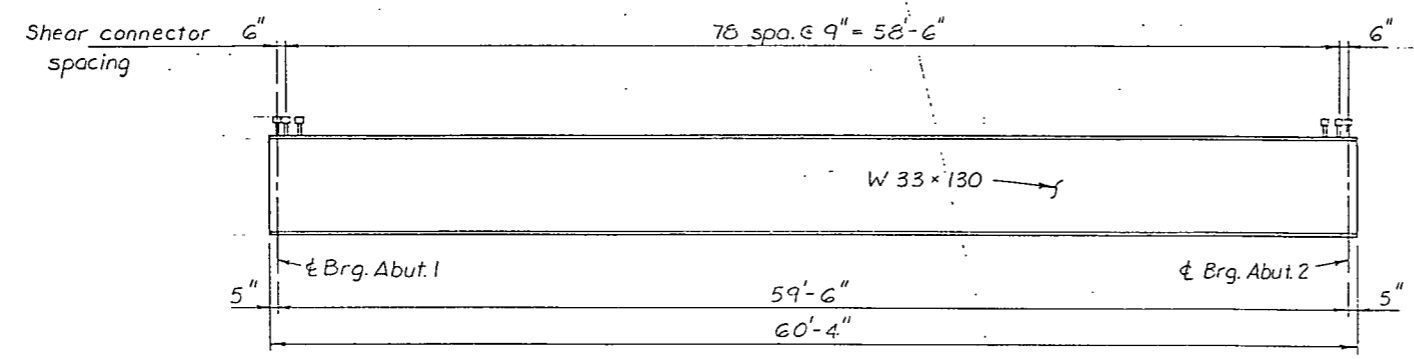 Shear connector spacing
6"
78 spa. @ 9" = 58'-6"
6"
W 33 × 130
℄ Brg. Abut. 1
℄ Brg. Abut. 2
5"
59'-6"
5"
60'-4"